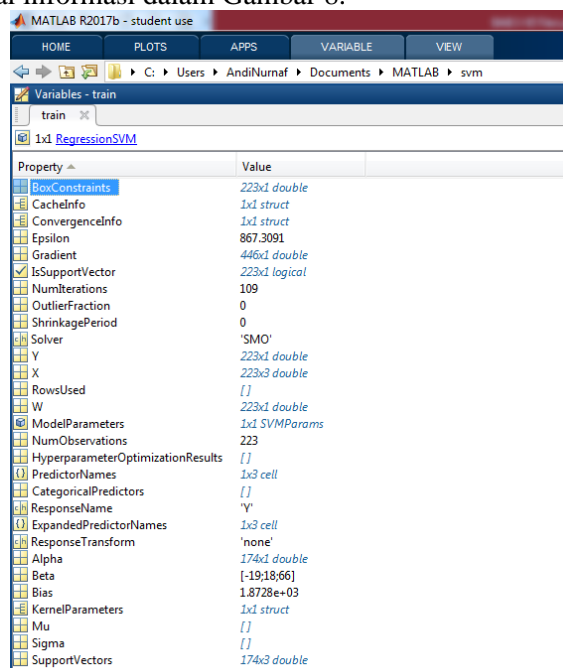 informasi dalam Gambar 8.
MATLAB R2017b - student use
HOME PLOTS APPS VARIABLE VIEW
C: Users AndiNurnaf Documents MATLAB svm
Variables - train
train
1x1 RegressionSVM
Property Value
BoxConstraints 223x1 double
CacheInfo 1x1 struct
ConvergenceInfo 1x1 struct
Epsilon 867.3091
Gradient 446x1 double
IsSupportVector 223x1 logical
NumIterations 109
OutlierFraction 0
ShrinkagePeriod 0
Solver 'SMO'
Y 223x1 double
X 223x3 double
RowsUsed []
W 223x1 double
ModelParameters 1x1 SVMParams
NumObservations 223
HyperparameterOptimizationResults []
PredictorNames 1x3 cell
CategoricalPredictors []
ResponseName 'Y'
ExpandedPredictorNames 1x3 cell
ResponseTransform 'none'
Alpha 174x1 double
Beta [-19;18;66]
Bias 1.8728e+03
KernelParameters 1x1 struct
Mu []
Sigma []
SupportVectors 174x3 double